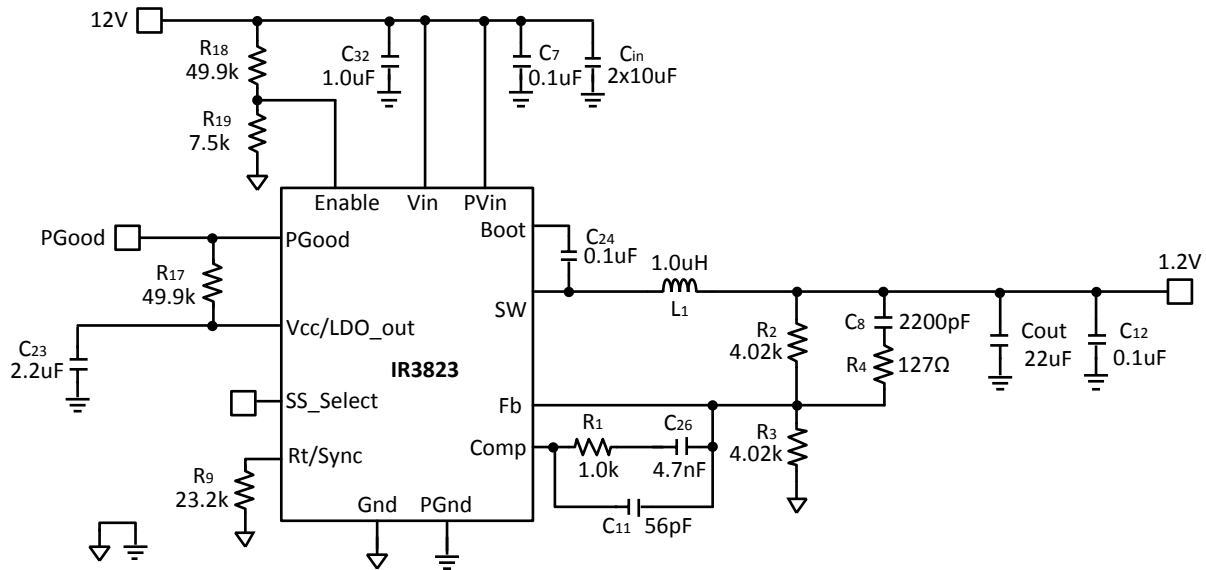 12V
R18
49.9k
C32
1.0uF
C7
0.1uF
Cin
2x10uF
R19
7.5k
Enable
Vin
PVin
PGood
PGood
Boot
C24
0.1uF
R17
49.9k
SW
1.0uH
L1
1.2V
C23
2.2uF
Vcc/LDO_out
IR3823
R2
4.02k
C8
2200pF
R4
127Ω
Cout
22uF
C12
0.1uF
SS_Select
Fb
Rt/Sync
Comp
R1
1.0k
C26
4.7nF
R3
4.02k
R9
23.2k
Gnd
PGnd
C11
56pF